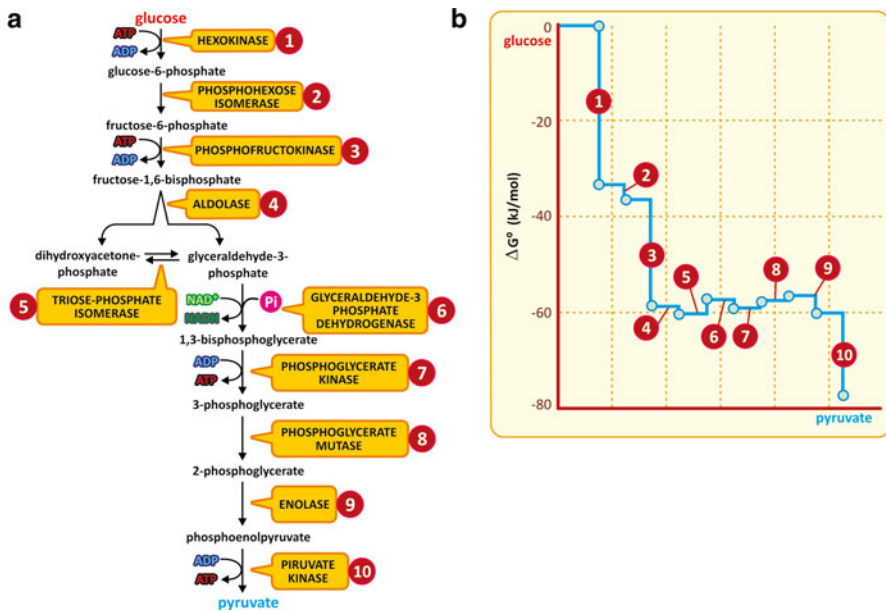 a
glucose
ATP
ADP
HEXOKINASE 1
glucose-6-phosphate
PHOSPHOHEXOSE
ISOMERASE
2
fructose-6-phosphate
ATP
ADP
PHOSPHOFRUCTOKINASE 3
fructose-1,6-bisphosphate
ALDOLASE 4
dihydroxyacetone-
phosphate
glyceraldehyde-3-
phosphate
5
TRIOSE-PHOSPHATE
ISOMERASE
NAD+
NADH
Pi
GLYCERALDEHYDE-3
PHOSPHATE
DEHYDROGENASE
6
1,3-bisphosphoglycerate
ADP
ATP
PHOSPHOGLYCERATE
KINASE
7
3-phosphoglycerate
PHOSPHOGLYCERATE
MUTASE
8
2-phosphoglycerate
ENOLASE 9
phosphoenolpyruvate
ADP
ATP
PIRUVATE
KINASE
10
pyruvate
b
0
glucose
-20
-40
-60
-80
ΔG° (kJ/mol)
1
2
3
4
5
6
7
8
9
10
pyruvate